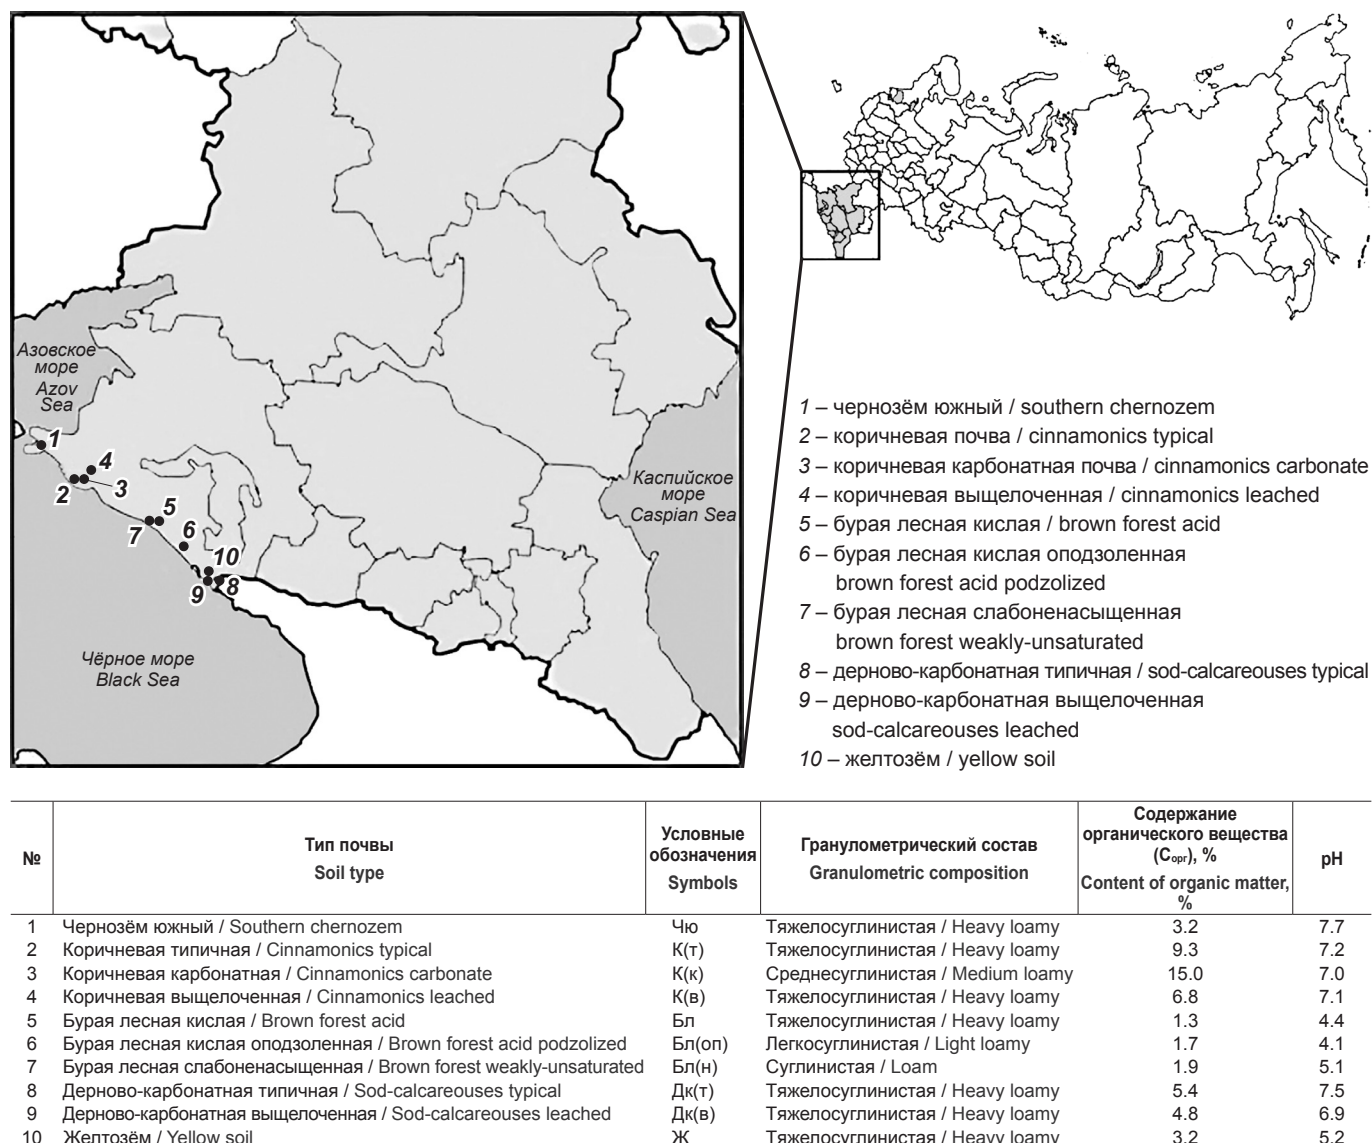 Азовское
море
Azov
Sea
1
4
2
3
7
5
6
10
9
8
Каспийское
море
Caspian Sea
Чёрное море
Black Sea
1 – чернозём южный / southern chernozem
2 – коричневая почва / cinnamonics typical
3 – коричневая карбонатная почва / cinnamonics carbonate
4 – коричневая выщелоченная / cinnamonics leached
5 – бурая лесная кислая / brown forest acid
6 – бурая лесная кислая оподзоленная
brown forest acid podzolized
7 – бурая лесная слабоненасыщенная
brown forest weakly-unsaturated
8 – дерново-карбонатная типичная / sod-calcareouses typical
9 – дерново-карбонатная выщелоченная
sod-calcareouses leached
10 – желтозём / yellow soil
№ Тип почвы Soil type Условные обозначения Symbols Гранулометрический состав Granulometric composition Содержание органического вещества (Cорг), % Content of organic matter, % pH
1 Чернозём южный / Southern chernozem Чю Тяжелосуглинистая / Heavy loamy 3.2 7.7
2 Коричневая типичная / Cinnamonics typical К(т) Тяжелосуглинистая / Heavy loamy 9.3 7.2
3 Коричневая карбонатная / Cinnamonics carbonate К(к) Среднесуглинистая / Medium loamy 15.0 7.0
4 Коричневая выщелоченная / Cinnamonics leached К(в) Тяжелосуглинистая / Heavy loamy 6.8 7.1
5 Бурая лесная кислая / Brown forest acid Бл Тяжелосуглинистая / Heavy loamy 1.3 4.4
6 Бурая лесная кислая оподзоленная / Brown forest acid podzolized Бл(оп) Легкосуглинистая / Light loamy 1.7 4.1
7 Бурая лесная слабоненасыщенная / Brown forest weakly-unsaturated Бл(н) Суглинистая / Loam 1.9 5.1
8 Дерново-карбонатная типичная / Sod-calcareouses typical Дк(т) Тяжелосуглинистая / Heavy loamy 5.4 7.5
9 Дерново-карбонатная выщелоченная / Sod-calcareouses leached Дк(в) Тяжелосуглинистая / Heavy loamy 4.8 6.9
10 Желтозём / Yellow soil Ж Тяжелосуглинистая / Heavy loamy 3.2 5.2